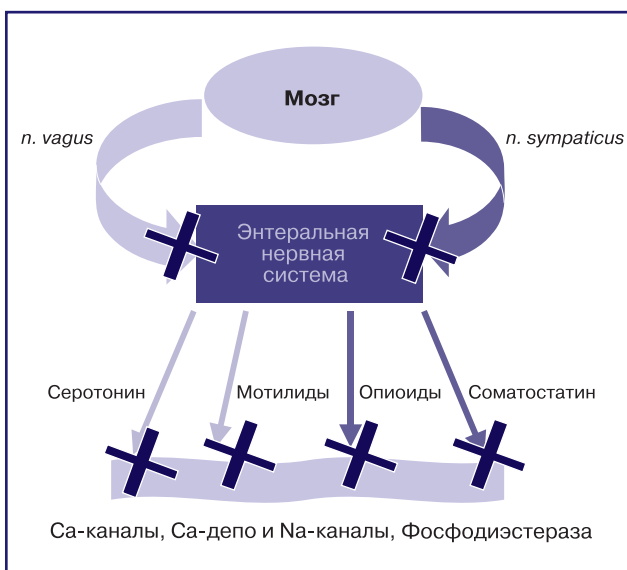 Мозг
n. vagus
n. sympaticus
Энтеральная
нервная
система
Серотонин
Мотилиды
Опиоиды
Соматостатин
Са-каналы, Са-депо и Na-каналы, Фосфодиэстераза